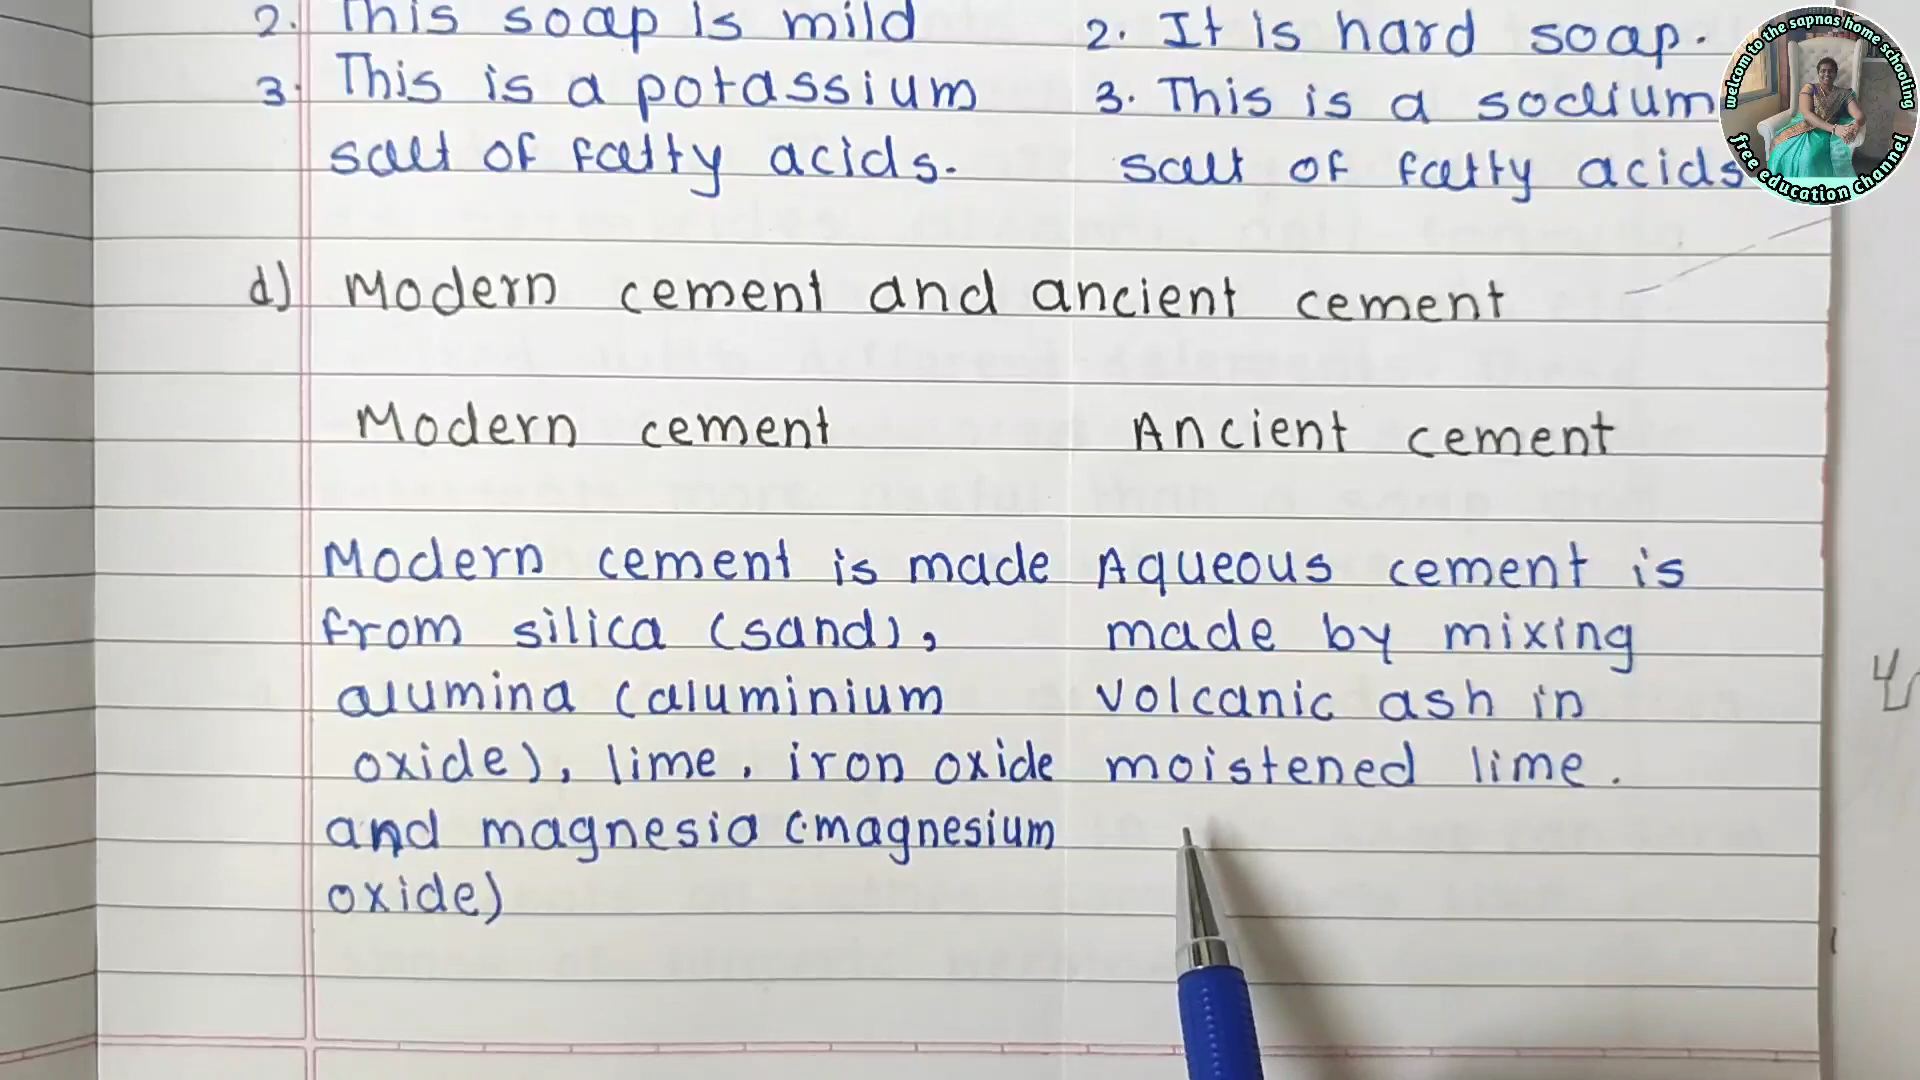 2. This soap is mild
3. This is a potassium
salt of fatty acids.
2. It is hard soap.
3. This is a sodium
salt of fatty acids
d) Modern cement and ancient cement
Modern cement
Modern cement is made
from silica (sand),
alumina (aluminium
oxide), lime, iron oxide
and magnesia (magnesium
oxide)
Ancient cement
Aqueous cement is
made by mixing
volcanic ash in
moistened lime.
welcom to the sapnas home schooling
free education channel